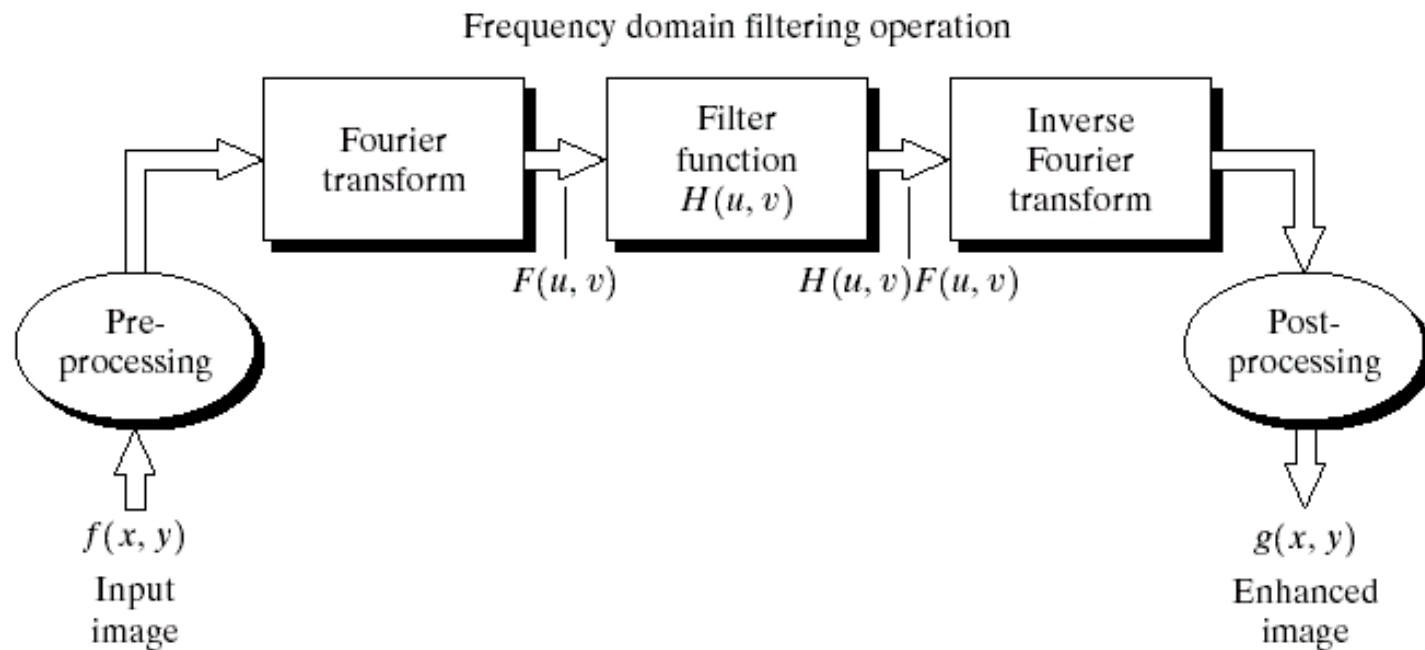 Frequency domain filtering operation
Fourier
transform
Filter
function
H(u, v)
Inverse
Fourier
transform
F(u, v)
H(u, v)F(u, v)
Pre-
processing
Post-
processing
f(x, y)
Input
image
g(x, y)
Enhanced
image